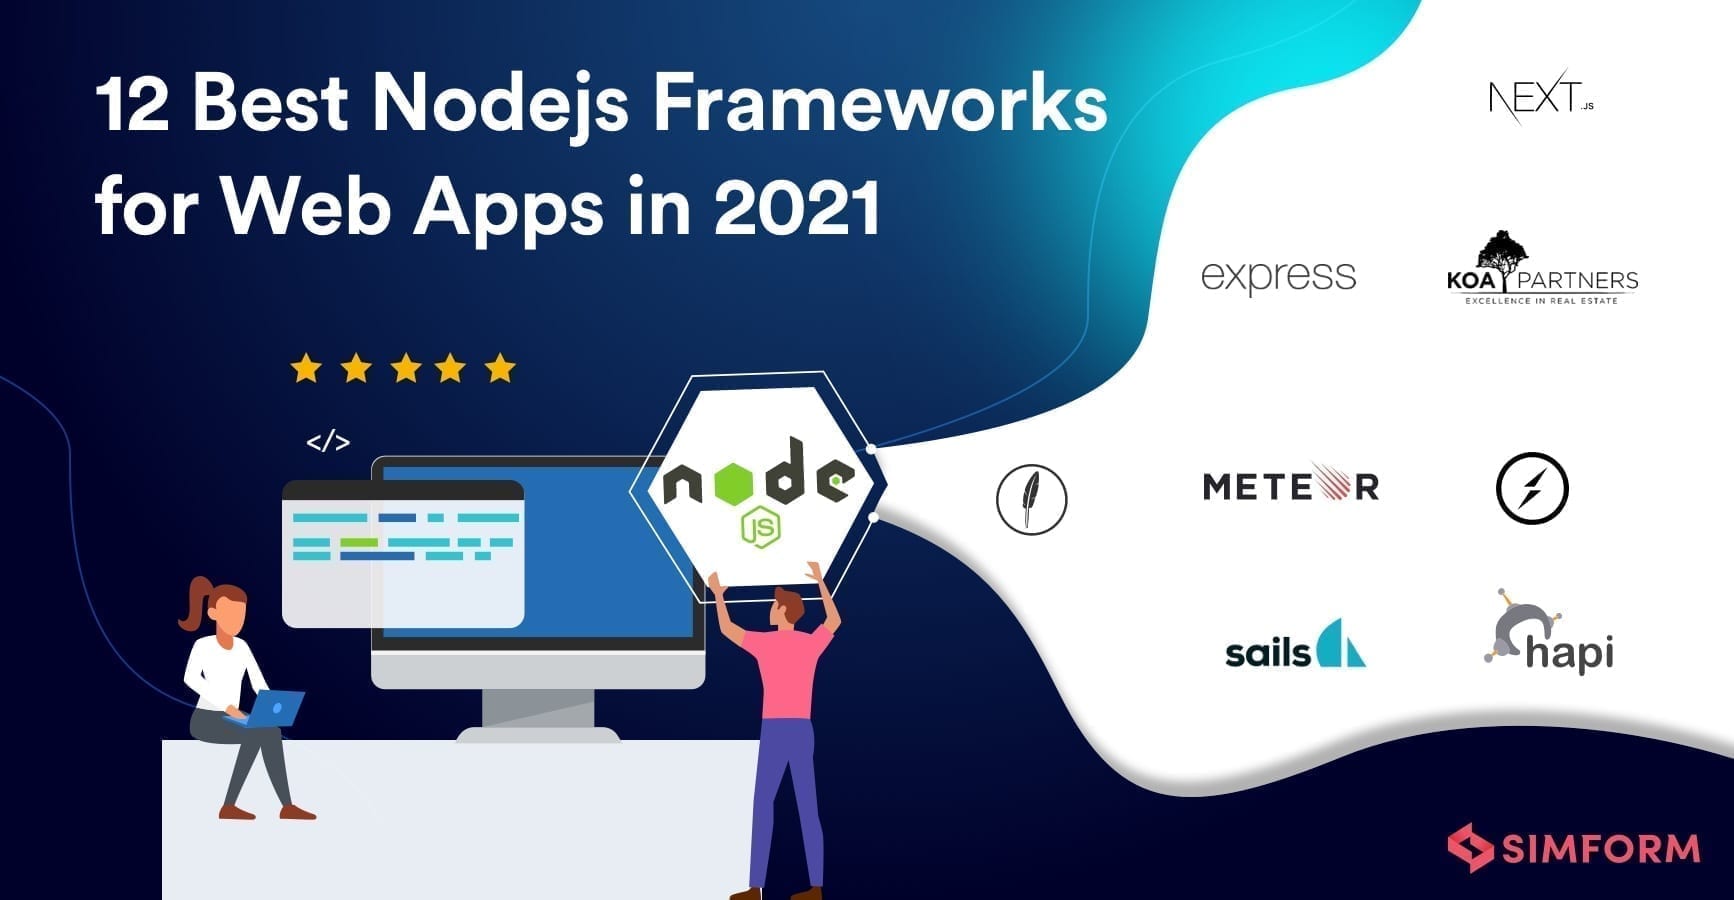 12 Best Nodejs Frameworks
for Web Apps in 2021
NEXT.JS
express
KOA PARTNERS
EXCELLENCE IN REAL ESTATE
</>
node
JS
METEOR
sails
hapi
SIMFORM